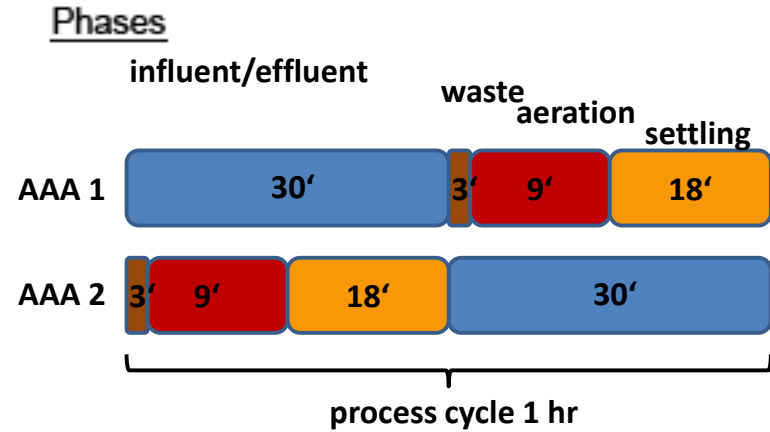 Phases
influent/effluent
waste
aeration
settling
AAA 1
30‘
3‘
9‘
18‘
AAA 2
3‘
9‘
18‘
30‘
process cycle 1 hr